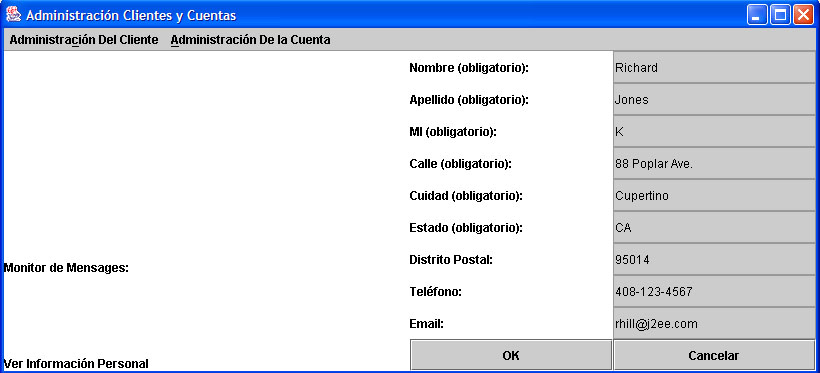 Administración Clientes y Cuentas
Administración Del Cliente Administración De la Cuenta
Nombre (obligatorio): Richard
Apellido (obligatorio): Jones
MI (obligatorio): K
Calle (obligatorio): 88 Poplar Ave.
Cuidad (obligatorio): Cupertino
Estado (obligatorio): CA
Distrito Postal: 95014
Monitor de Mensages:
Teléfono: 408-123-4567
Email: rhill@j2ee.com
Ver Información Personal OK Cancelar